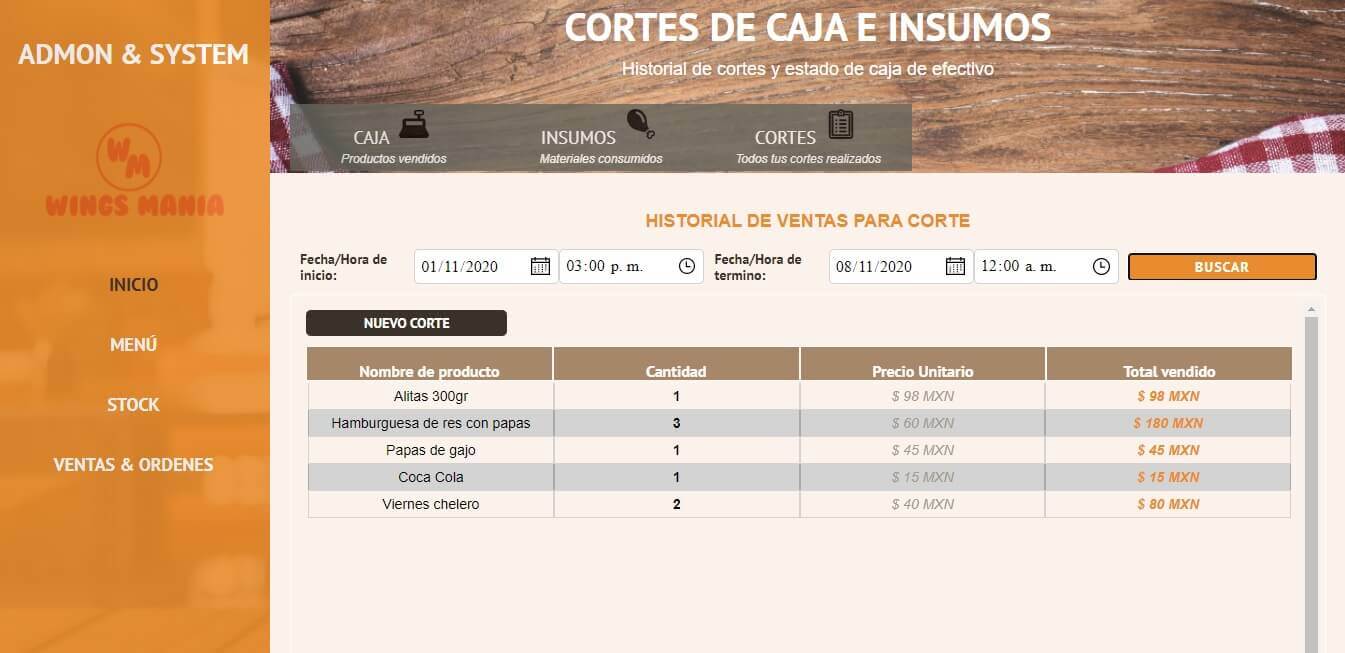 ADMON & SYSTEM
WM
WINGS MANIA
INICIO
MENÚ
STOCK
VENTAS & ORDENES
CORTES DE CAJA E INSUMOS
Historial de cortes y estado de caja de efectivo
CAJA
Productos vendidos
INSUMOS
Materiales consumidos
CORTES
Todos tus cortes realizados
HISTORIAL DE VENTAS PARA CORTE
Fecha/Hora de
inicio:
01/11/2020
03:00 p. m.
Fecha/Hora de
termino:
08/11/2020
12:00 a. m.
BUSCAR
NUEVO CORTE
Nombre de producto Cantidad Precio Unitario Total vendido
Alitas 300gr 1 $ 98 MXN $ 98 MXN
Hamburguesa de res con papas 3 $ 60 MXN $ 180 MXN
Papas de gajo 1 $ 45 MXN $ 45 MXN
Coca Cola 1 $ 15 MXN $ 15 MXN
Viernes chelero 2 $ 40 MXN $ 80 MXN